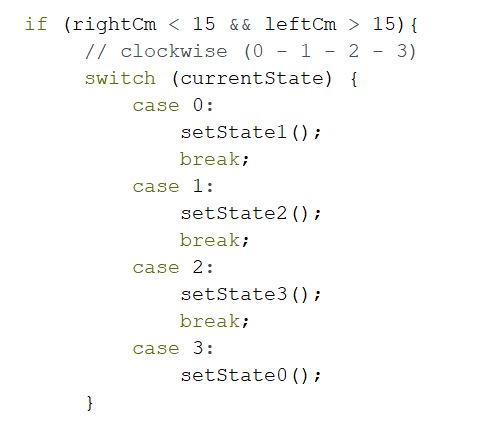 if (rightCm < 15 && leftCm > 15){
// clockwise (0 - 1 - 2 - 3)
switch (currentState) {
case 0:
setState1();
break;
case 1:
setState2();
break;
case 2:
setState3();
break;
case 3:
setState0();
}